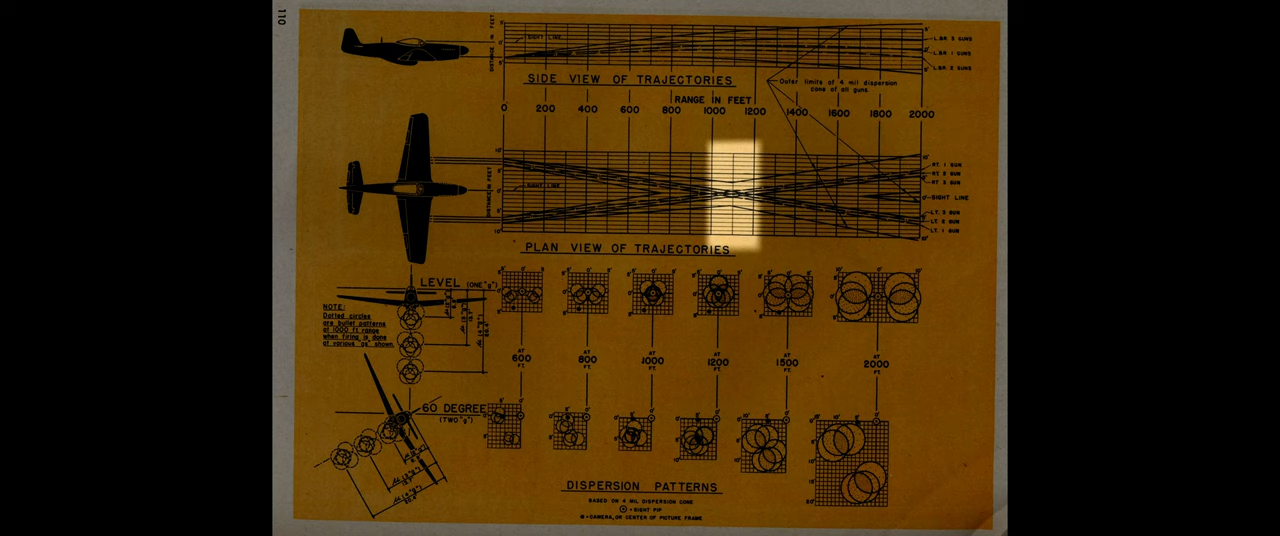 110
DISTANCE IN FEET
SIGHT LINE
L.BR. 3 GUNS
L.BR. 1 GUNS
L.BR. 2 GUNS
SIDE VIEW OF TRAJECTORIES
Outer limits of 4 mil dispersion
cone of all guns.
RANGE IN FEET
0 200 400 600 800 1000 1200 1400 1600 1800 2000
DISTANCE IN FEET
SIGHT LINE
RT. 1 GUN
RT. 2 GUN
RT. 3 GUN
SIGHT LINE
LT. 3 GUN
LT. 2 GUN
LT. 1 GUN
PLAN VIEW OF TRAJECTORIES
LEVEL (ONE "g")
NOTE:
Dotted circles
are bullet patterns
at 1000 ft range
when firing is done
at various "gs" shown.
AT 600 FT.
AT 800 FT.
AT 1000 FT.
AT 1200 FT.
AT 1500 FT.
AT 2000 FT.
60 DEGREE
(TWO "g")
DISPERSION PATTERNS
BASED ON 4 MIL DISPERSION CONE
= SIGHT PIP
= CAMERA, OR CENTER OF PICTURE FRAME